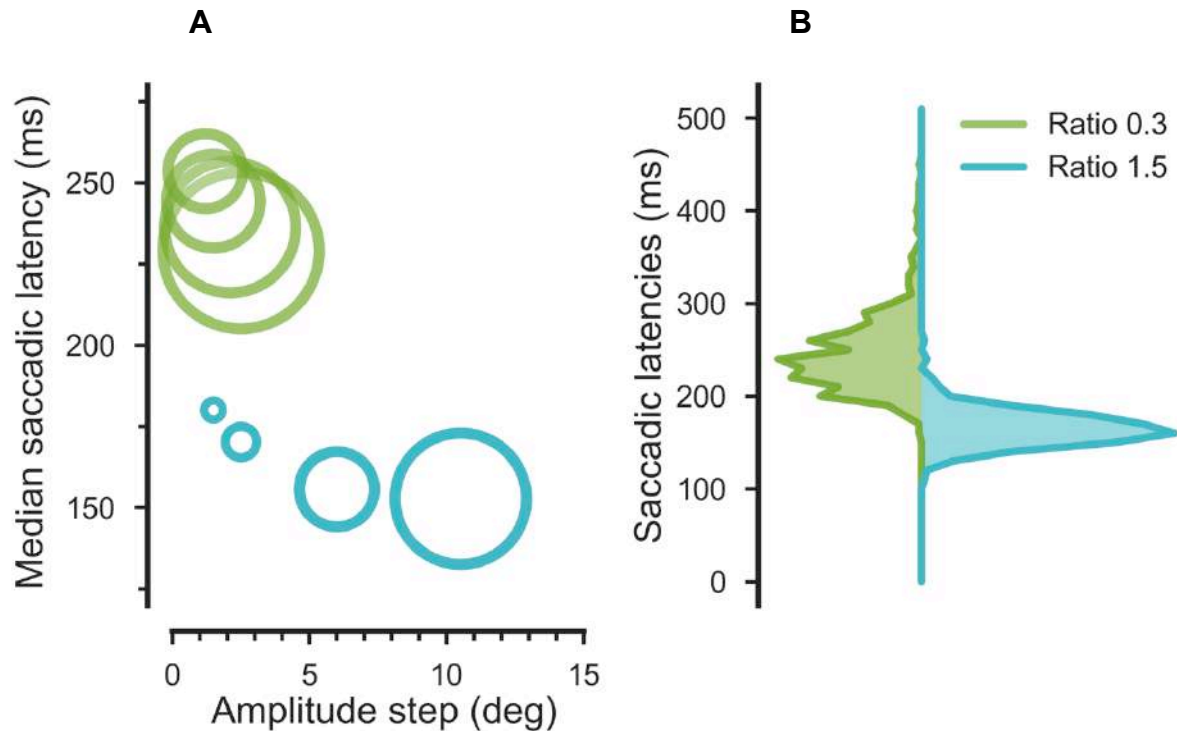 A
B
Median saccadic latency (ms)
250
200
150
0
5
10
15
Amplitude step (deg)
Saccadic latencies (ms)
500
400
300
200
100
0
Ratio 0.3
Ratio 1.5